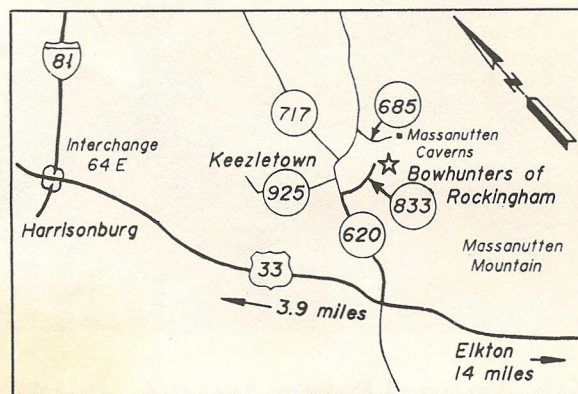 81
717
685
Interchange
64 E
Massanutten
Caverns
Keezletown
Bowhunters of
Rockingham
925
833
Harrisonburg
620
Massanutten
Mountain
33
3.9 miles
Elkton
14 miles
N